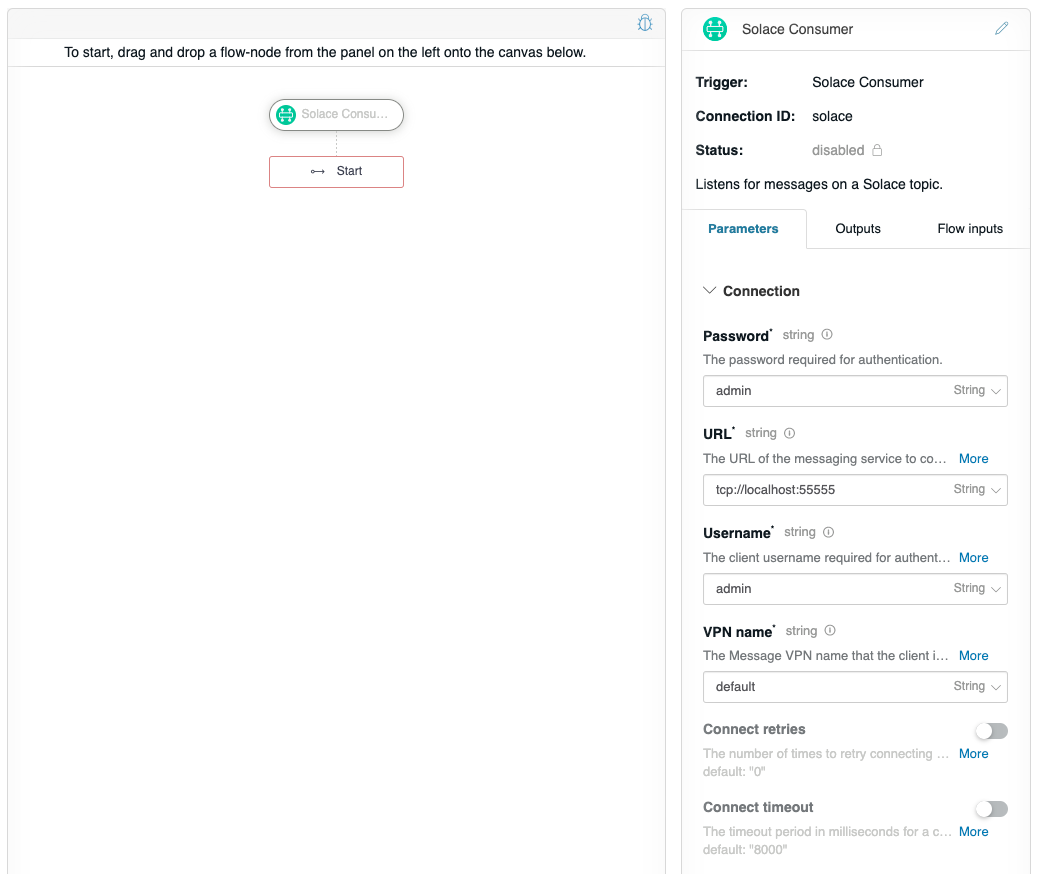 To start, drag and drop a flow-node from the panel on the left onto the canvas below.
Solace Consu...
Start
Solace Consumer
Trigger: Solace Consumer
Connection ID: solace
Status: disabled
Listens for messages on a Solace topic.
Parameters Outputs Flow inputs
Connection
Password* string
The password required for authentication.
admin String
URL* string
The URL of the messaging service to co... More
tcp://localhost:55555 String
Username* string
The client username required for authent... More
admin String
VPN name* string
The Message VPN name that the client i... More
default String
Connect retries
The number of times to retry connecting ... More
default: "0"
Connect timeout
The timeout period in milliseconds for a c... More
default: "8000"